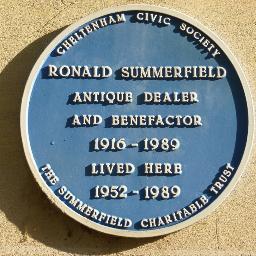 CHELTENHAM CIVIC SOCIETY
RONALD SUMMERFIELD
ANTIQUE DEALER
AND BENEFACTOR
1916-1989
LIVED HERE
1952-1989
THE SUMMERFIELD CHARITABLE TRUST